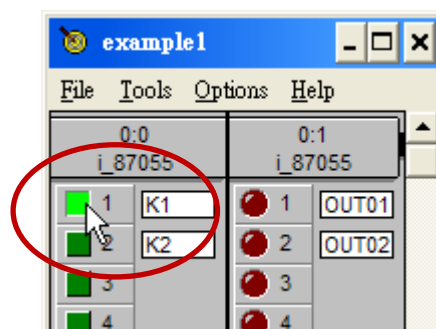 example1
File Tools Options Help
0:0 0:1
i_87055 i_87055
1 K1 1 OUT01
2 K2 2 OUT02
3 3
4 4